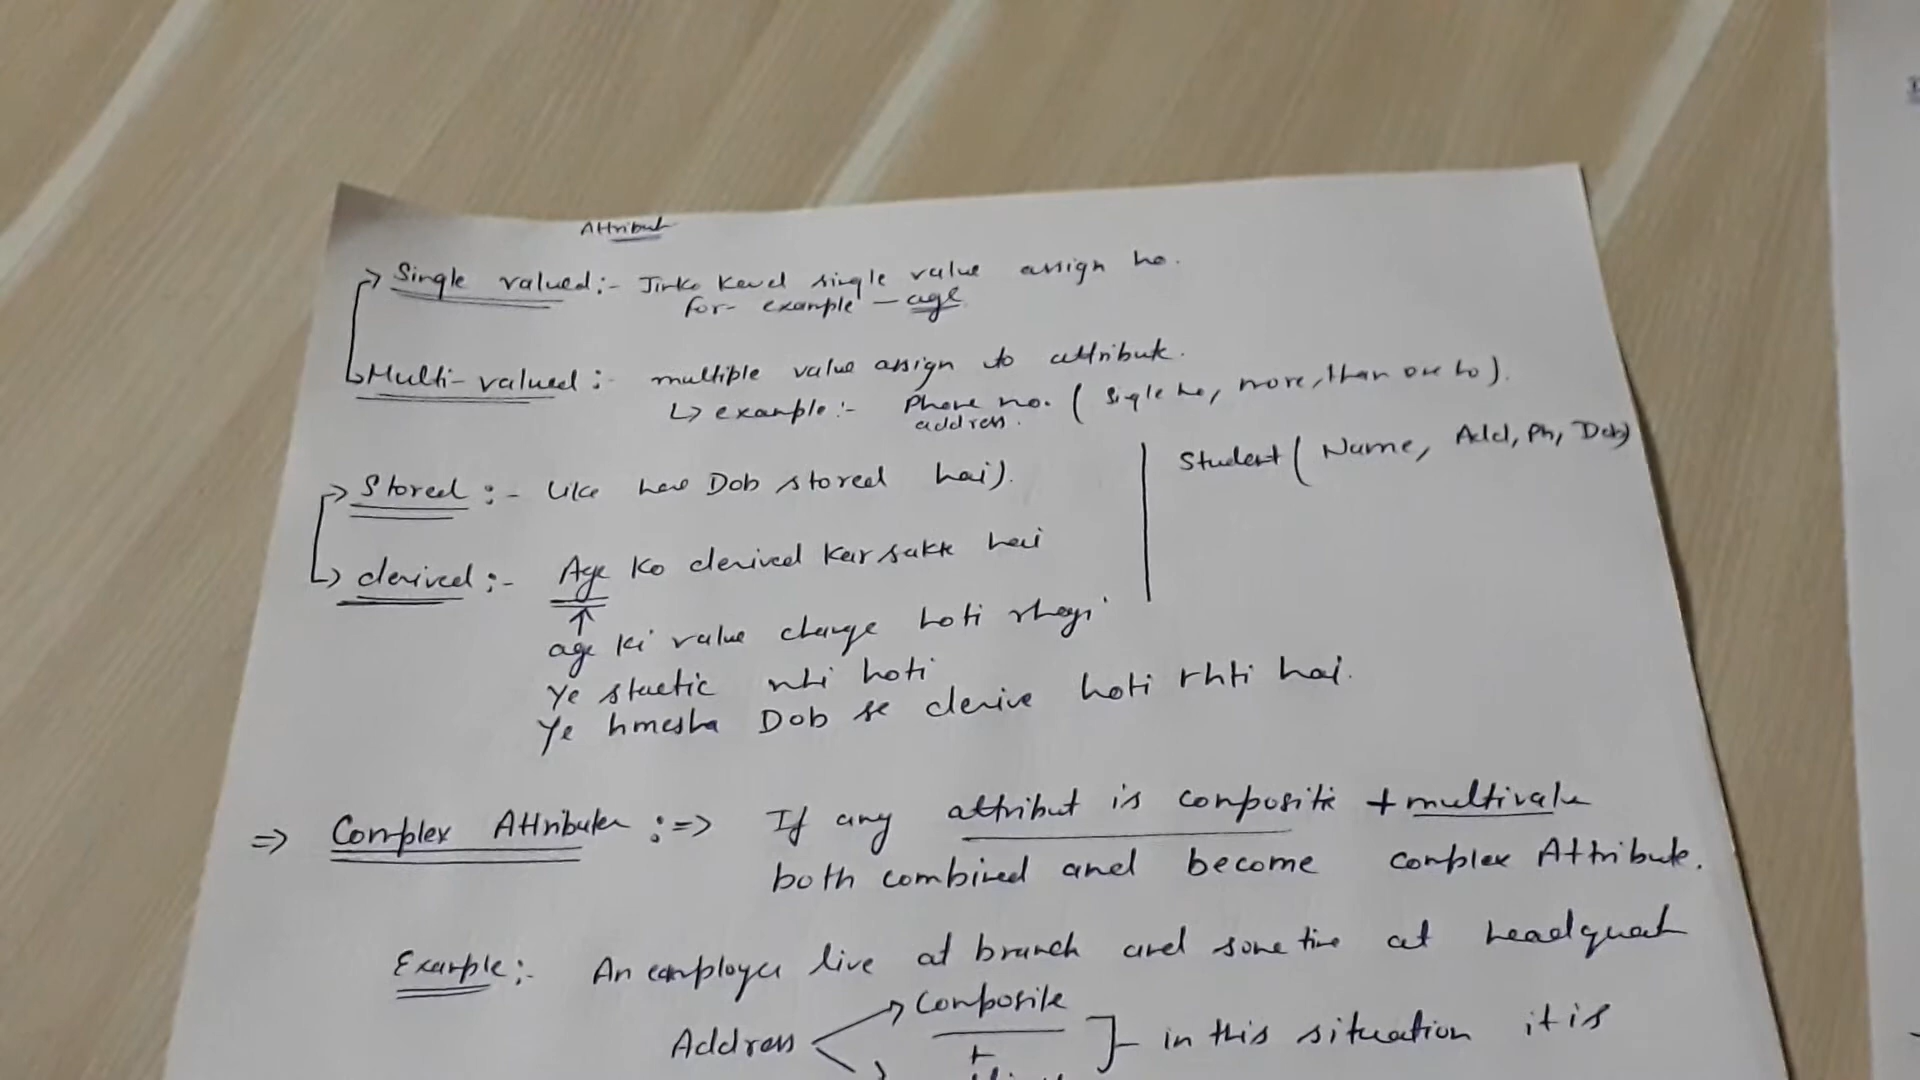 Attribut
Single valued:- Jinko Keval single value assign ho.
for- example - age
Multi-valued :- multiple value assign to attribute.
↳ example:- Phone no. (single ho, more than one ho).
address.
Student (Name, Add, Ph, Dob)
Stored :- like Dob stored hai).
derived :- Age ko derived kar sakte hai
↑
age ki value change hoti rhegi
Ye static nhi hoti
Ye hmesha Dob se derive hoti rhti hai.
⇒ Complex Attributes :⇒ If any attribut is composite + multivalue
both combined and become complex Attribute.
Example:- An employee live at branch and some time at headquat
Composite
Address
+
in this situation it is